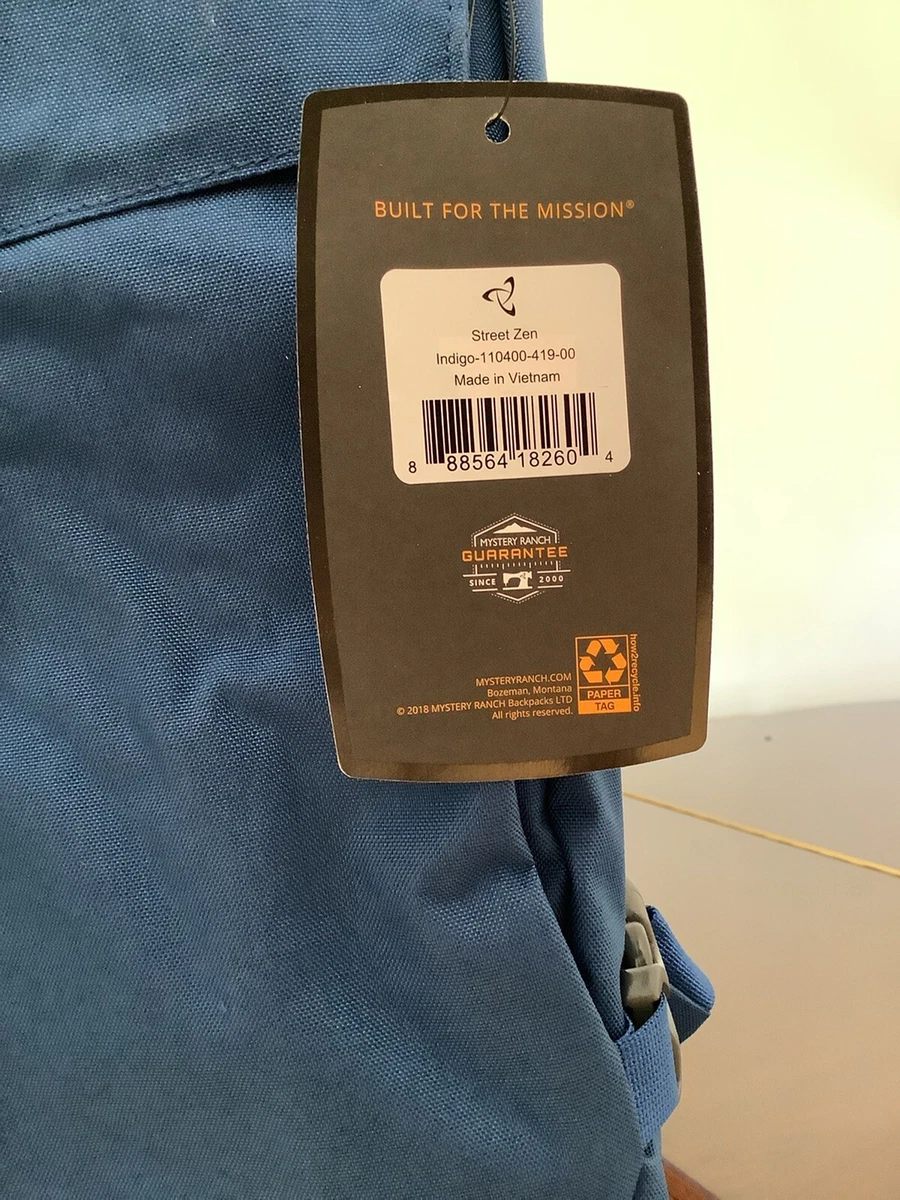 BUILT FOR THE MISSION®
Street Zen
Indigo-110400-419-00
Made in Vietnam
8 88564 18260 4
MYSTERY RANCH
GUARANTEE
SINCE 2000
MYSTERYRANCH.COM
Bozeman, Montana
© 2018 MYSTERY RANCH Backpacks LTD
All rights reserved.
PAPER
TAG
how2recycle.info